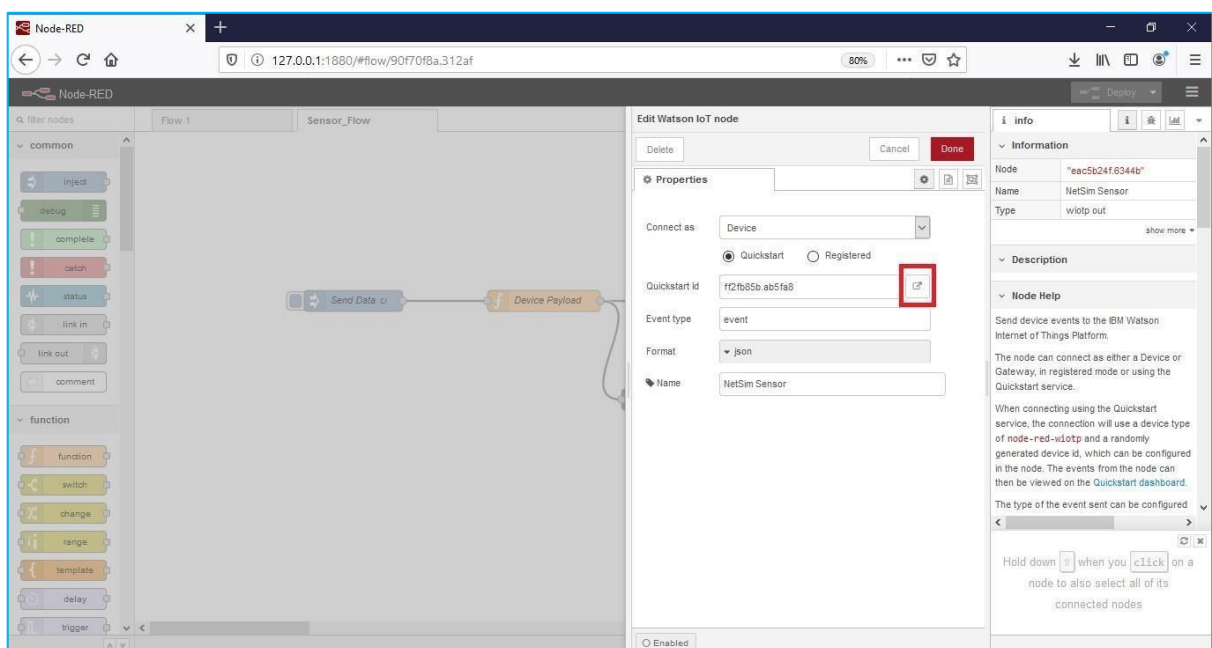 Node-RED
127.0.0.1:1880/#flow/90f70f8a.312af
80%
Node-RED
Deploy
filter nodes
Flow 1
Sensor_Flow
Edit Watson IoT node
i info
common
Delete
Cancel
Done
Information
inject
Properties
Node
"eac5b24f.6344b"
Name
NetSim Sensor
debug
Type
wiotp out
Connect as
Device
show more
complete
Quickstart
Registered
Description
catch
Quickstart Id
ff2fb85b.ab5fa8
status
Send Data
Device Payload
Node Help
link in
Event type
event
Send device events to the IBM Watson
Internet of Things Platform.
link out
Format
json
The node can connect as either a Device or
Gateway, in registered mode or using the
Quickstart service.
comment
Name
NetSim Sensor
function
When connecting using the Quickstart
service, the connection will use a device type
of node-red-wiotp and a randomly
generated device id, which can be configured
in the node. The events from the node can
then be viewed on the Quickstart dashboard.
function
switch
change
The type of the event sent can be configured
range
template
Hold down when you click on a
node to also select all of its
connected nodes
delay
trigger
Enabled